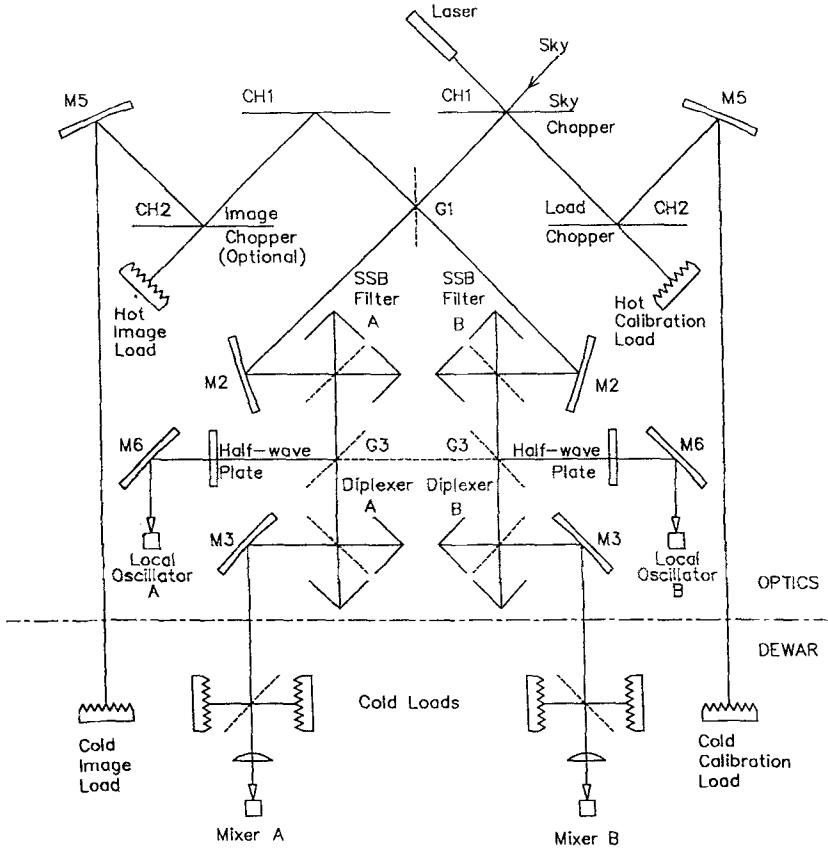 Laser
Sky
M5
CH1
CH1
Sky
Chopper
M5
CH2
Image
Chopper
(Optional)
G1
Load
Chopper
CH2
Hot
Image
Load
SSB
Filter
A
SSB
Filter
B
Hot
Calibration
Load
M2
M2
M6
Half-wave
Plate
G3
G3
Half-wave
Plate
M6
Diplexer
A
Diplexer
B
M3
M3
Local
Oscillator
A
Local
Oscillator
B
OPTICS
DEWAR
Cold Loads
Cold
Image
Load
Cold
Calibration
Load
Mixer A
Mixer B